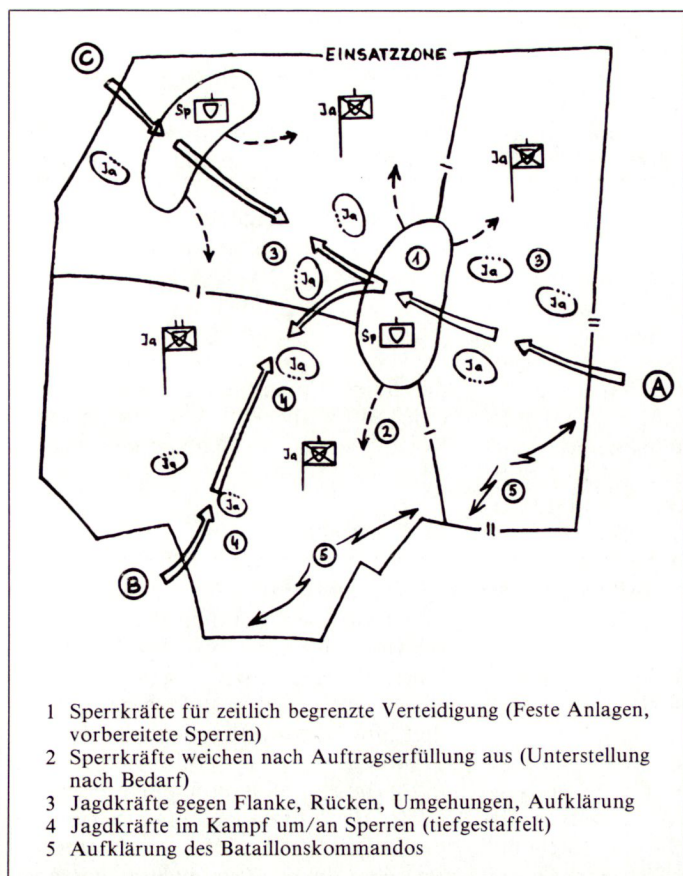 EINSATZZONE
C
Sp
Ja
Ja
Ja
Ja
1
3
Ja
3
Ja
Ja
I
II
Ja
Sp
Ja
A
Ja
4
2
Ja
Ja
5
Ja
4
II
B
5
1 Sperrkräfte für zeitlich begrenzte Verteidigung (Feste Anlagen,
vorbereitete Sperren)
2 Sperrkräfte weichen nach Auftragserfüllung aus (Unterstellung
nach Bedarf)
3 Jagdkräfte gegen Flanke, Rücken, Umgehungen, Aufklärung
4 Jagdkräfte im Kampf um/an Sperren (tiefgestaffelt)
5 Aufklärung des Bataillonskommandos